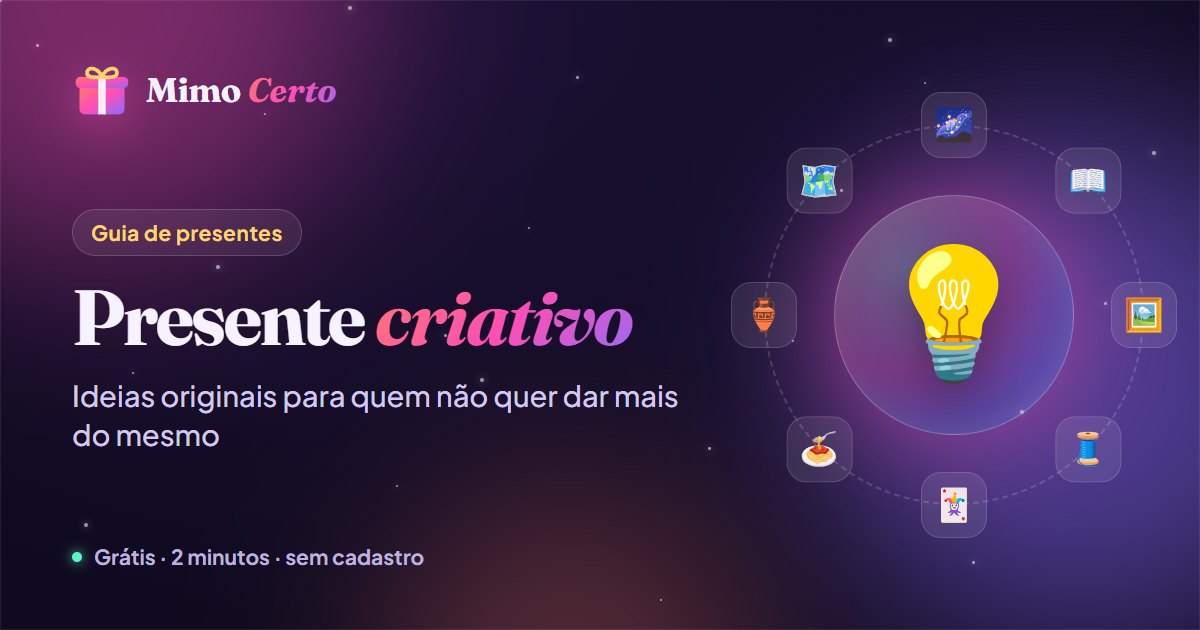 Mimo Certo
Guia de presentes
Presente criativo
Ideias originais para quem não quer dar mais
do mesmo
Grátis · 2 minutos · sem cadastro